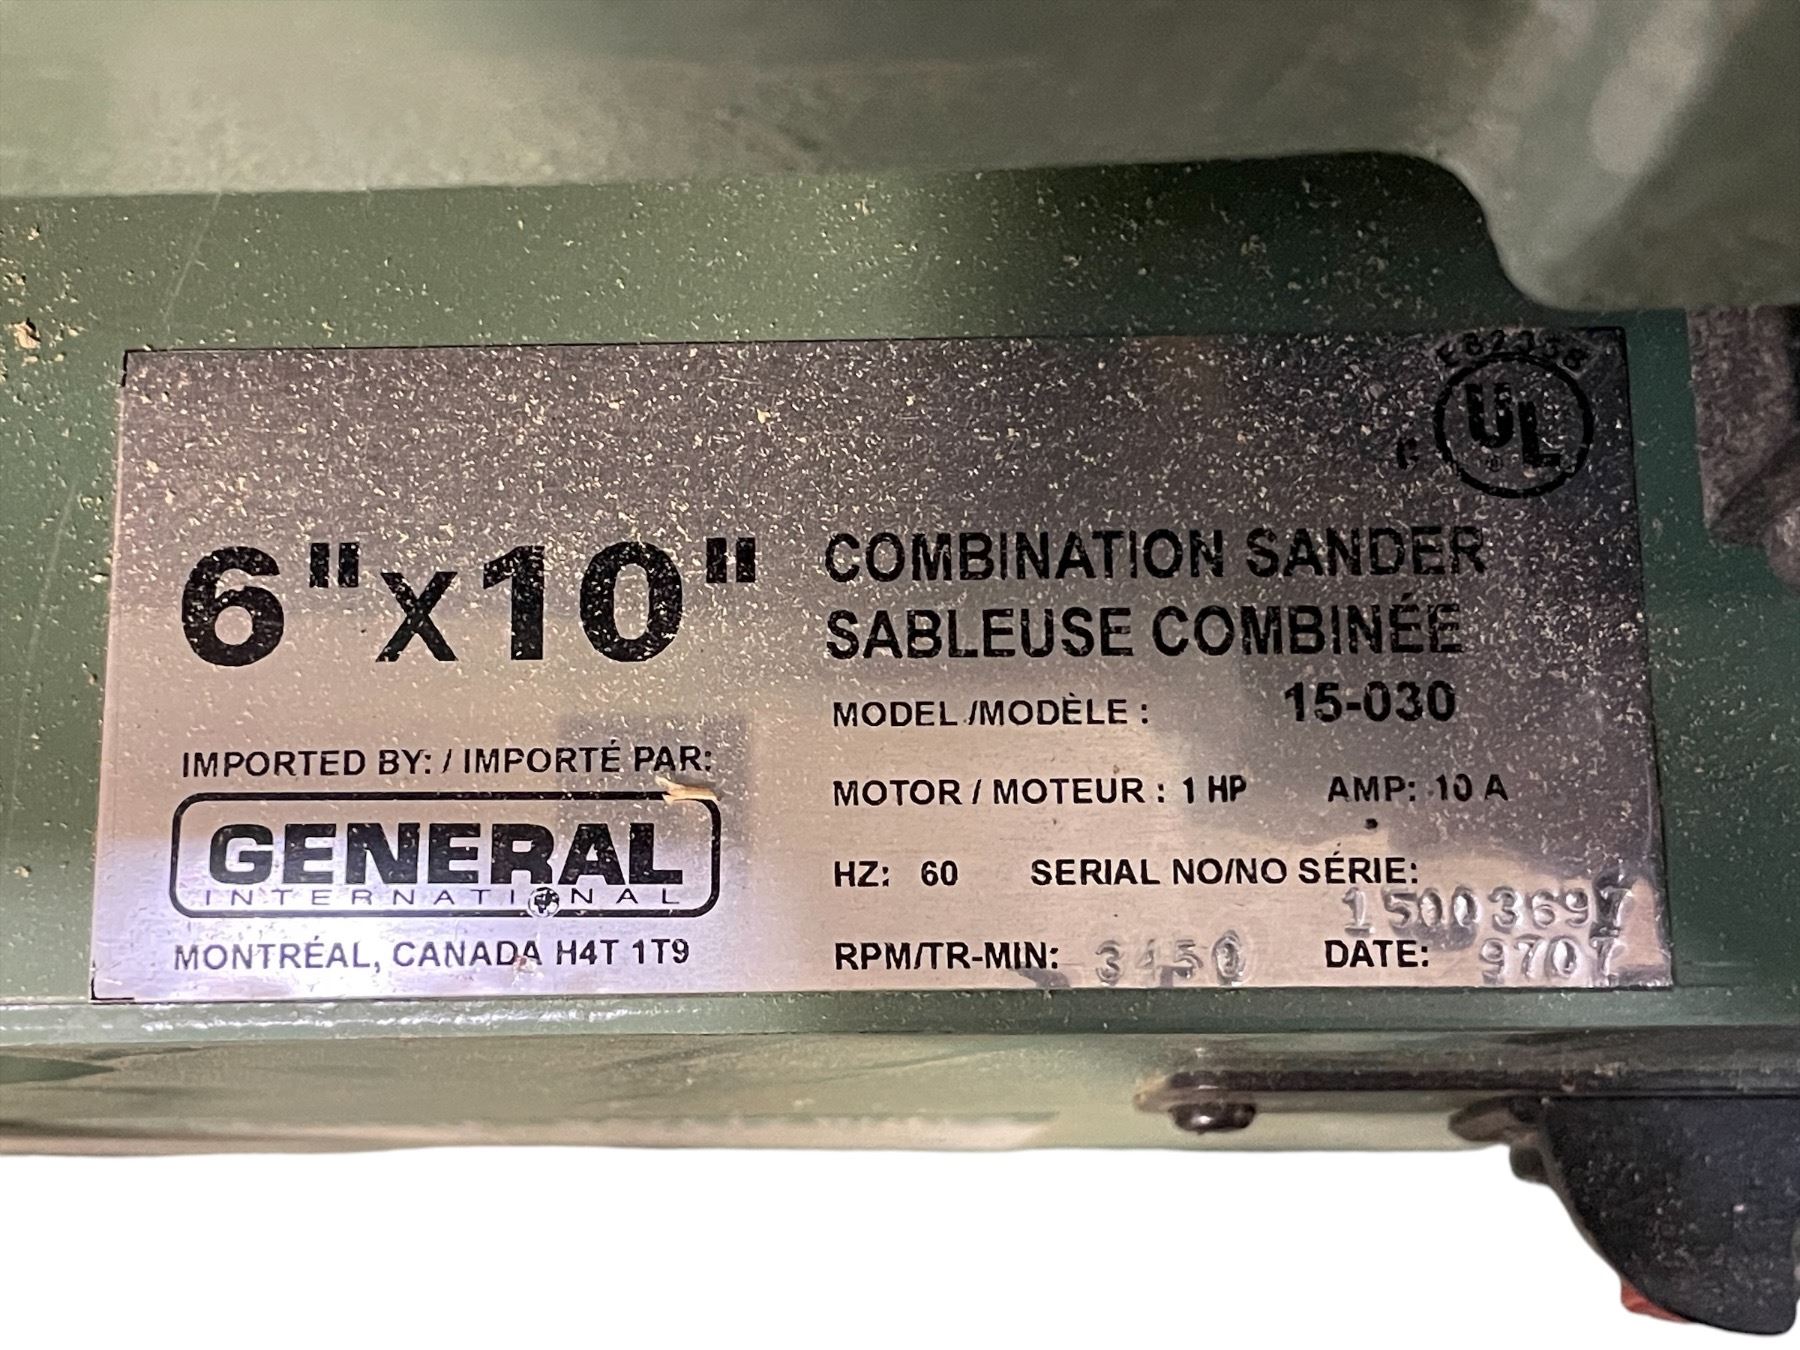 E82338
r UL
6"x10"
COMBINATION SANDER
SABLEUSE COMBINÉE
MODEL/MODÈLE : 15-030
IMPORTED BY: / IMPORTÉ PAR:
MOTOR / MOTEUR : 1 HP AMP: 10 A
GENERAL
INTERNATIONAL
HZ: 60 SERIAL NO/NO SÉRIE:
15003697
MONTRÉAL, CANADA H4T 1T9
RPM/TR-MIN: 3450 DATE: 9707